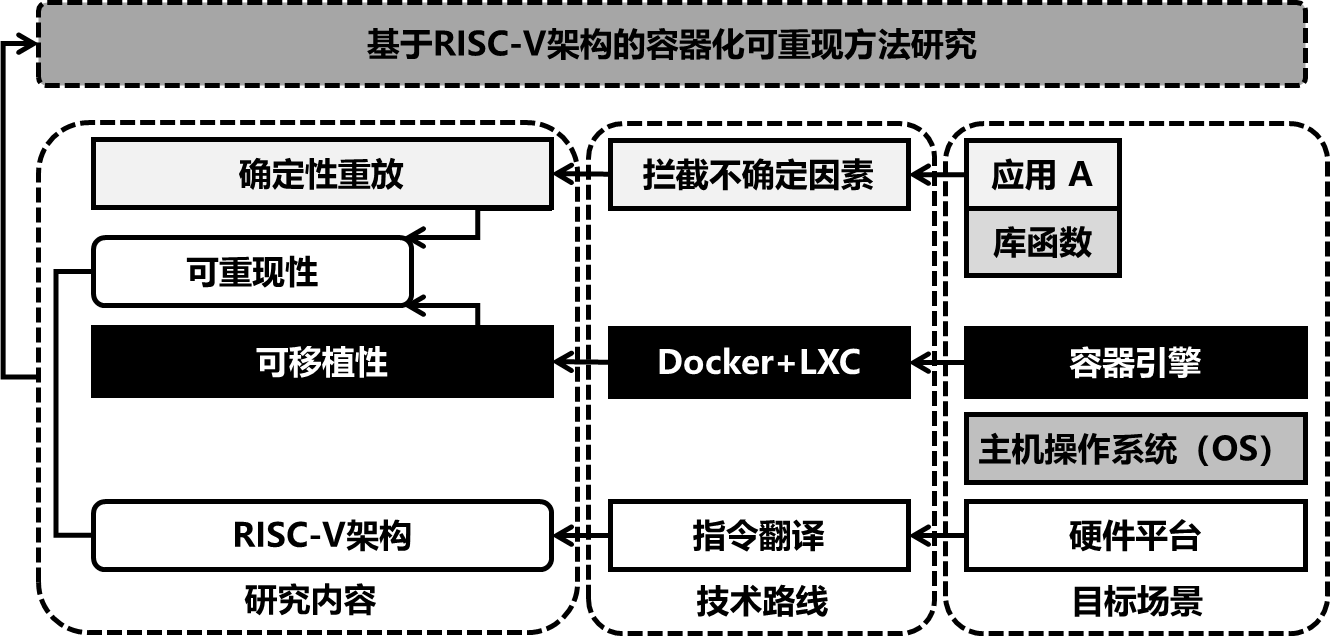 基于RISC-V架构的容器化可重现方法研究
确定性重放
拦截不确定因素
应用 A
库函数
可重现性
可移植性
Docker+LXC
容器引擎
主机操作系统（OS）
RISC-V架构
指令翻译
硬件平台
研究内容
技术路线
目标场景